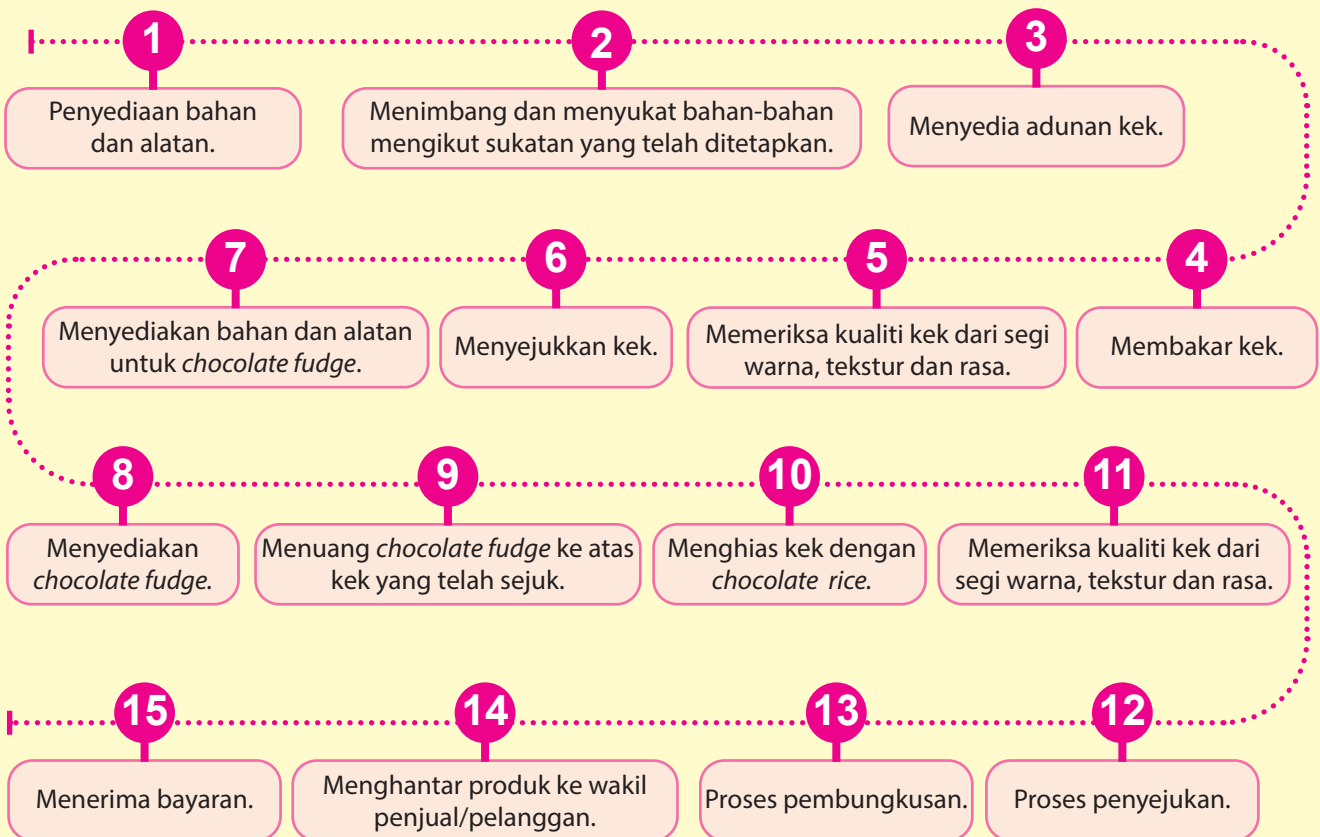 1
Penyediaan bahan
dan alatan.
2
Menimbang dan menyukat bahan-bahan
mengikut sukatan yang telah ditetapkan.
3
Menyedia adunan kek.
4
Membakar kek.
5
Memeriksa kualiti kek dari segi
warna, tekstur dan rasa.
6
Menyejukkan kek.
7
Menyediakan bahan dan alatan
untuk chocolate fudge.
8
Menyediakan
chocolate fudge.
9
Menuang chocolate fudge ke atas
kek yang telah sejuk.
10
Menghias kek dengan
chocolate rice.
11
Memeriksa kualiti kek dari
segi warna, tekstur dan rasa.
12
Proses penyejukan.
13
Proses pembungkusan.
14
Menghantar produk ke wakil
penjual/pelanggan.
15
Menerima bayaran.